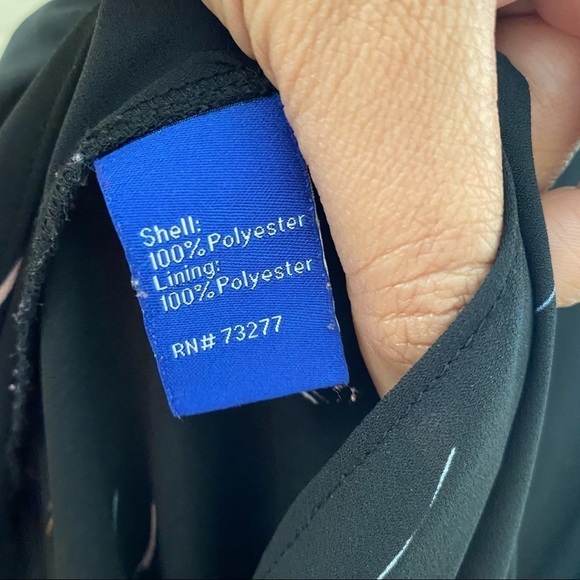 Shell:
100% Polyester
Lining:
100% Polyester
RN# 73277